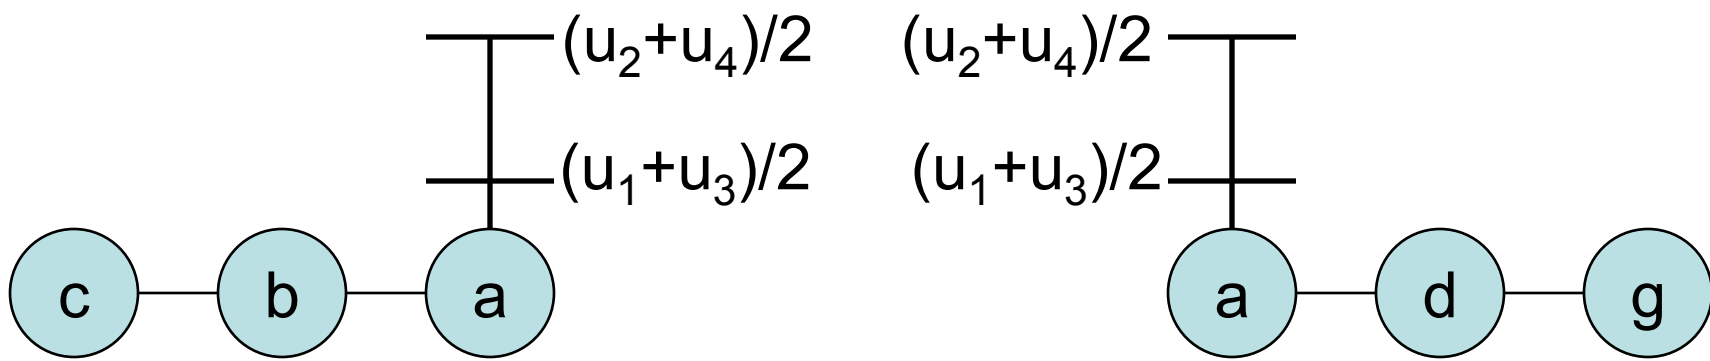 (u₂+u₄)/2 (u₂+u₄)/2
(u₁+u₃)/2 (u₁+u₃)/2
c b a a d g